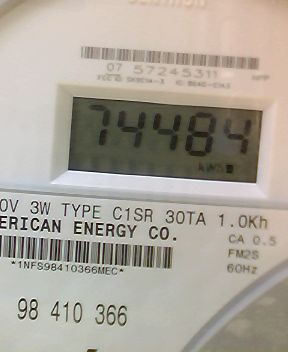 07 57245311
74484
0V 3W TYPE C1SR 30TA 1.0Kh
ERICAN ENERGY CO.
CA 0.5
FM2S
*1NFS98410366MEC*
60Hz
98 410 366